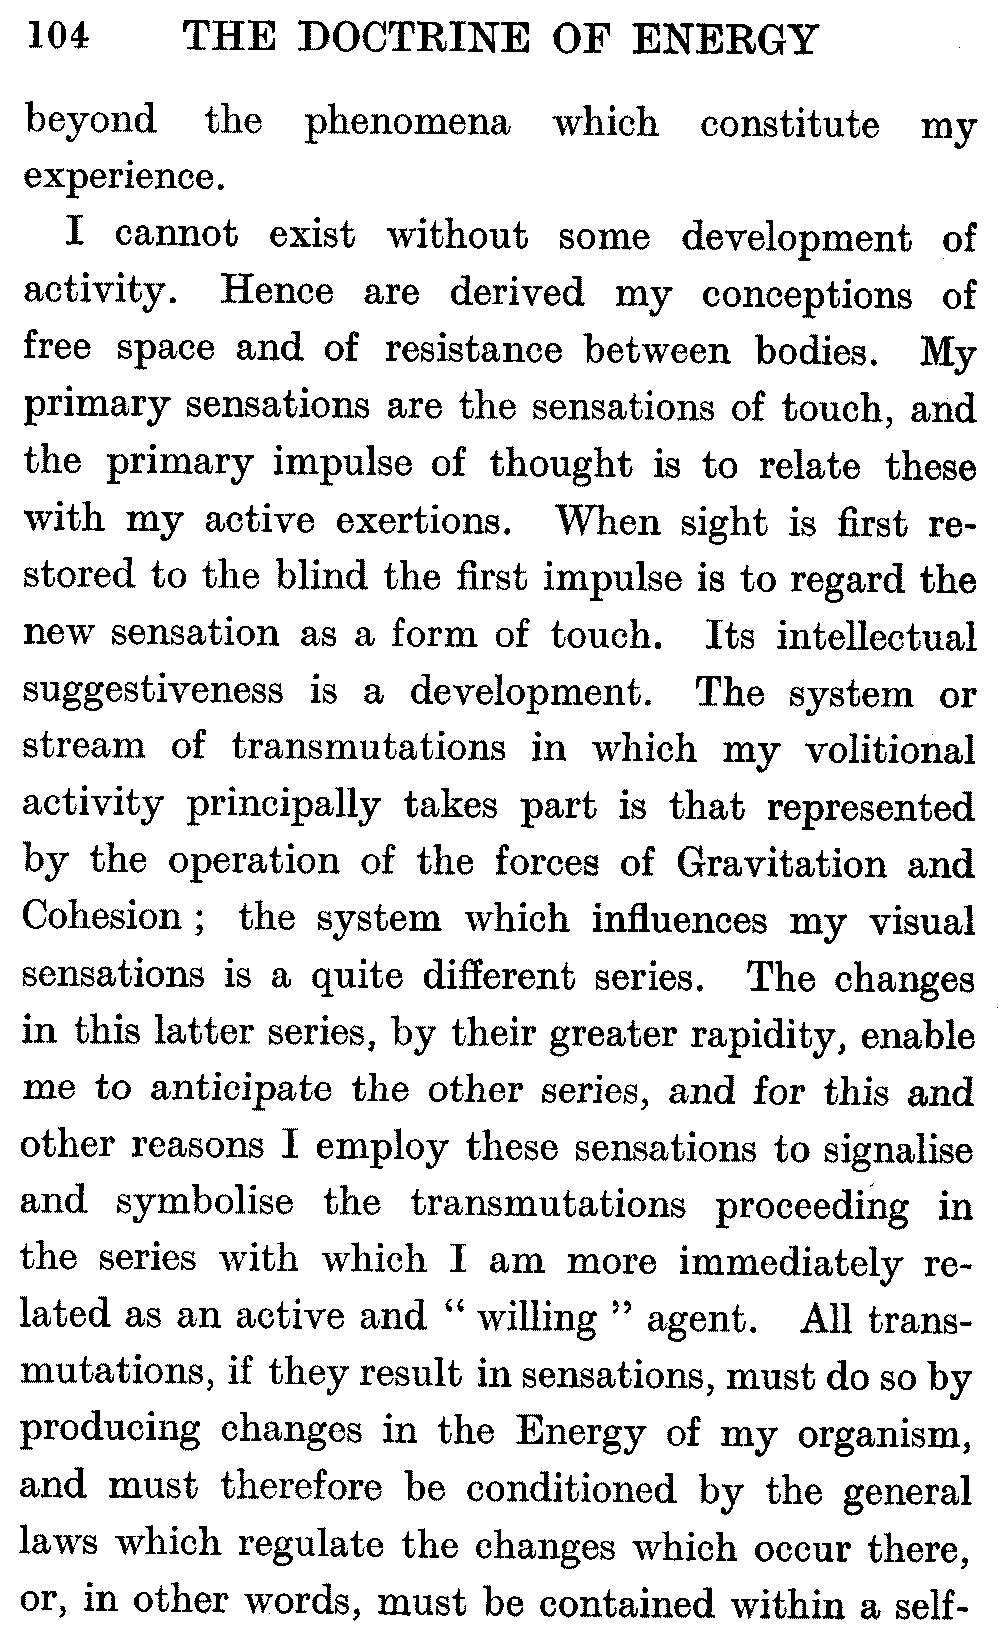 104 THE DOCTRINE OF ENERGY
beyond the phenomena which constitute my
experience.
I cannot exist without some development of
activity. Hence are derived my conceptions of
free space and of resistance between bodies. My
primary sensations are the sensations of touch, and
the primary impulse of thought is to relate these
with my active exertions. When sight is first re-
stored to the blind the first impulse is to regard the
new sensation as a form of touch. Its intellectual
suggestiveness is a development. The system or
stream of transmutations in which my volitional
activity principally takes part is that represented
by the operation of the forces of Gravitation and
Cohesion ; the system which influences my visual
sensations is a quite different series. The changes
in this latter series, by their greater rapidity, enable
me to anticipate the other series, and for this and
other reasons I employ these sensations to signalise
and symbolise the transmutations proceeding in
the series with which I am more immediately re-
lated as an active and “ willing ” agent. All trans-
mutations, if they result in sensations, must do so by
producing changes in the Energy of my organism,
and must therefore be conditioned by the general
laws which regulate the changes which occur there,
or, in other words, must be contained within a self-